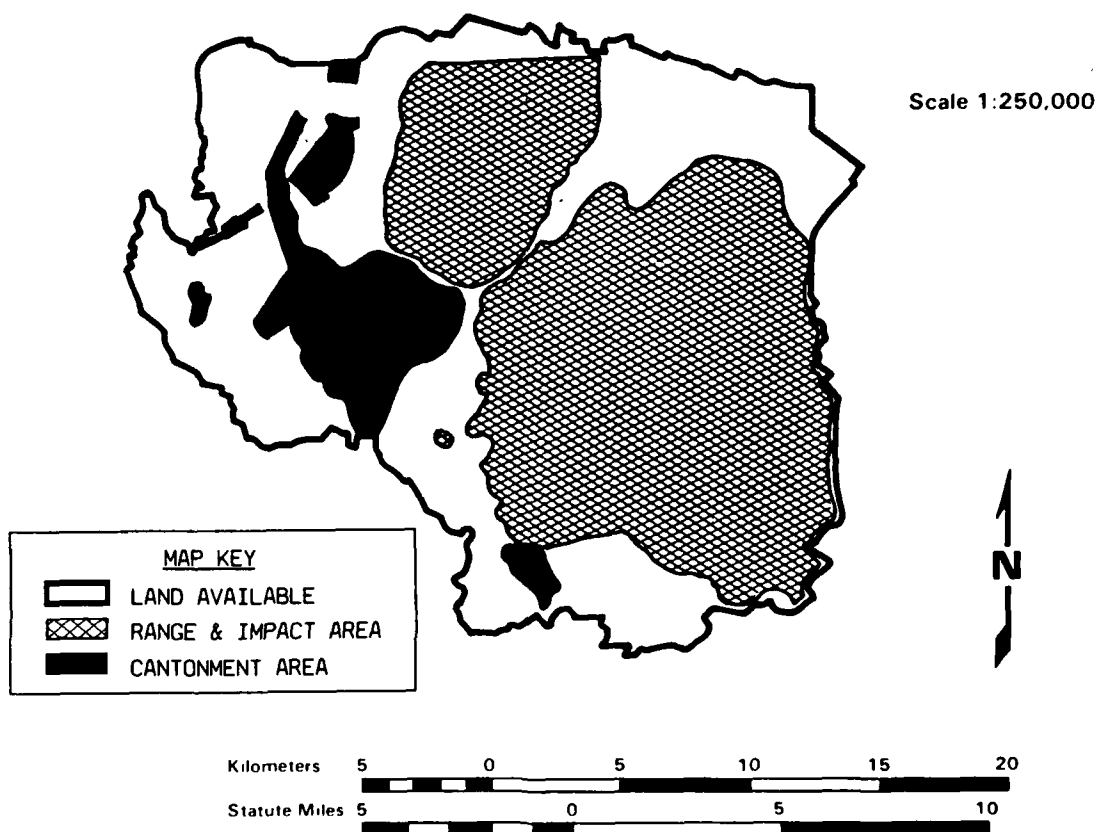 Scale 1:250,000
MAP KEY
LAND AVAILABLE
RANGE & IMPACT AREA
CANTONMENT AREA
N
Kilometers 5 0 5 10 15 20
Statute Miles 5 0 5 10